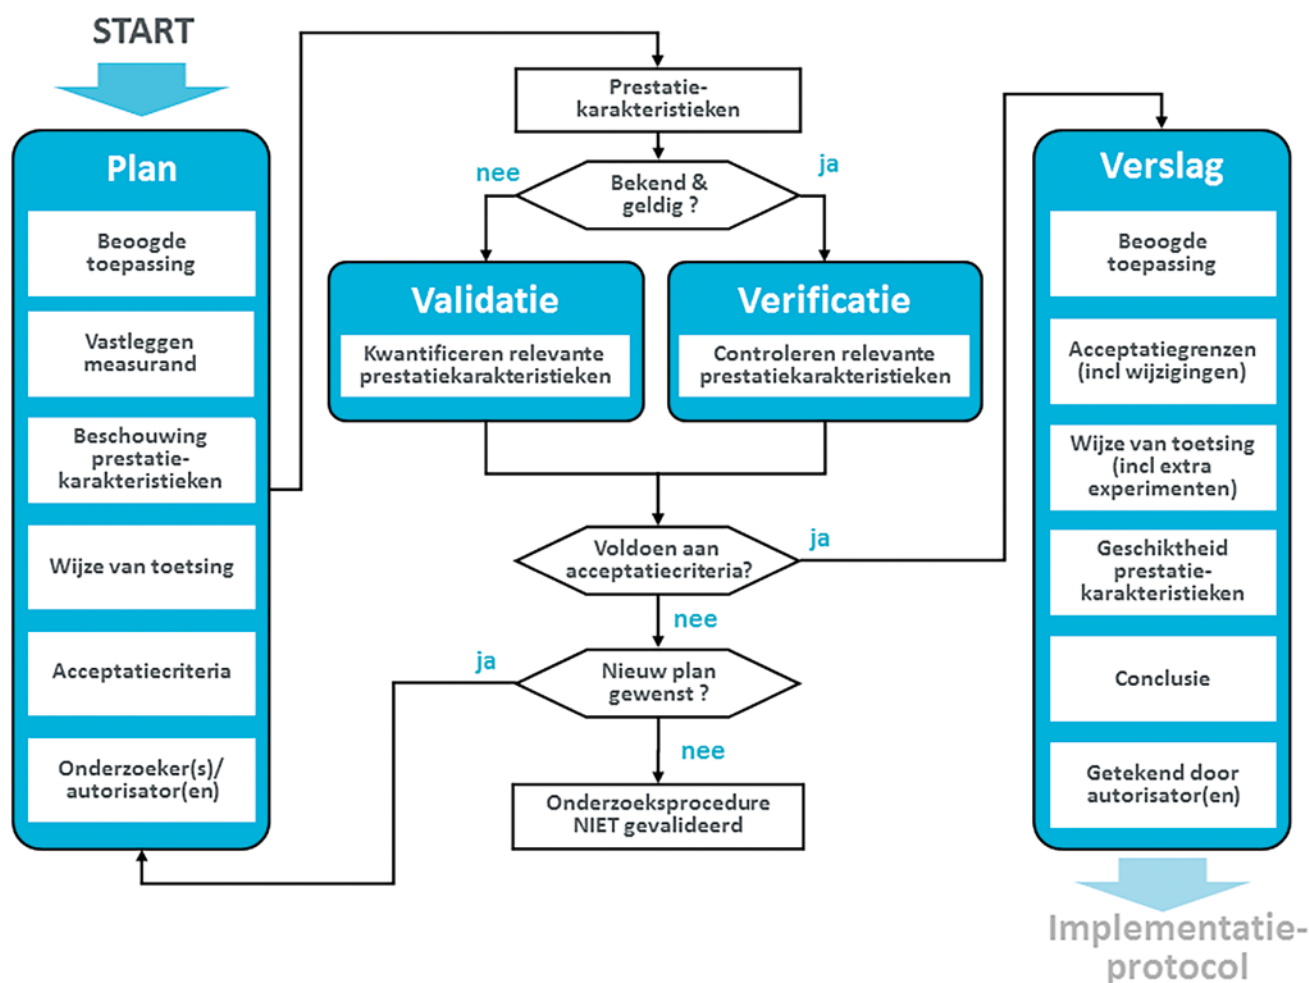 START
Plan
Beoogde
toepassing
Vastleggen
measurand
Beschouwing
prestatie-
karakteristieken
Wijze van toetsing
Acceptatiecriteria
Onderzoeker(s)/
autorisator(en)
Prestatie-
karakteristieken
nee
Bekend &
geldig ?
ja
Validatie
Kwantificeren relevante
prestatiekarakteristieken
Verificatie
Controleren relevante
prestatiekarakteristieken
Voldoen aan
acceptatiecriteria?
ja
nee
ja
Nieuw plan
gewenst ?
nee
Onderzoeksprocedure
NIET gevalideerd
Verslag
Beoogde
toepassing
Acceptatiegrenzen
(incl wijzigingen)
Wijze van toetsing
(incl extra
experimenten)
Geschiktheid
prestatie-
karakteristieken
Conclusie
Getekend door
autorisator(en)
Implementatie-
protocol